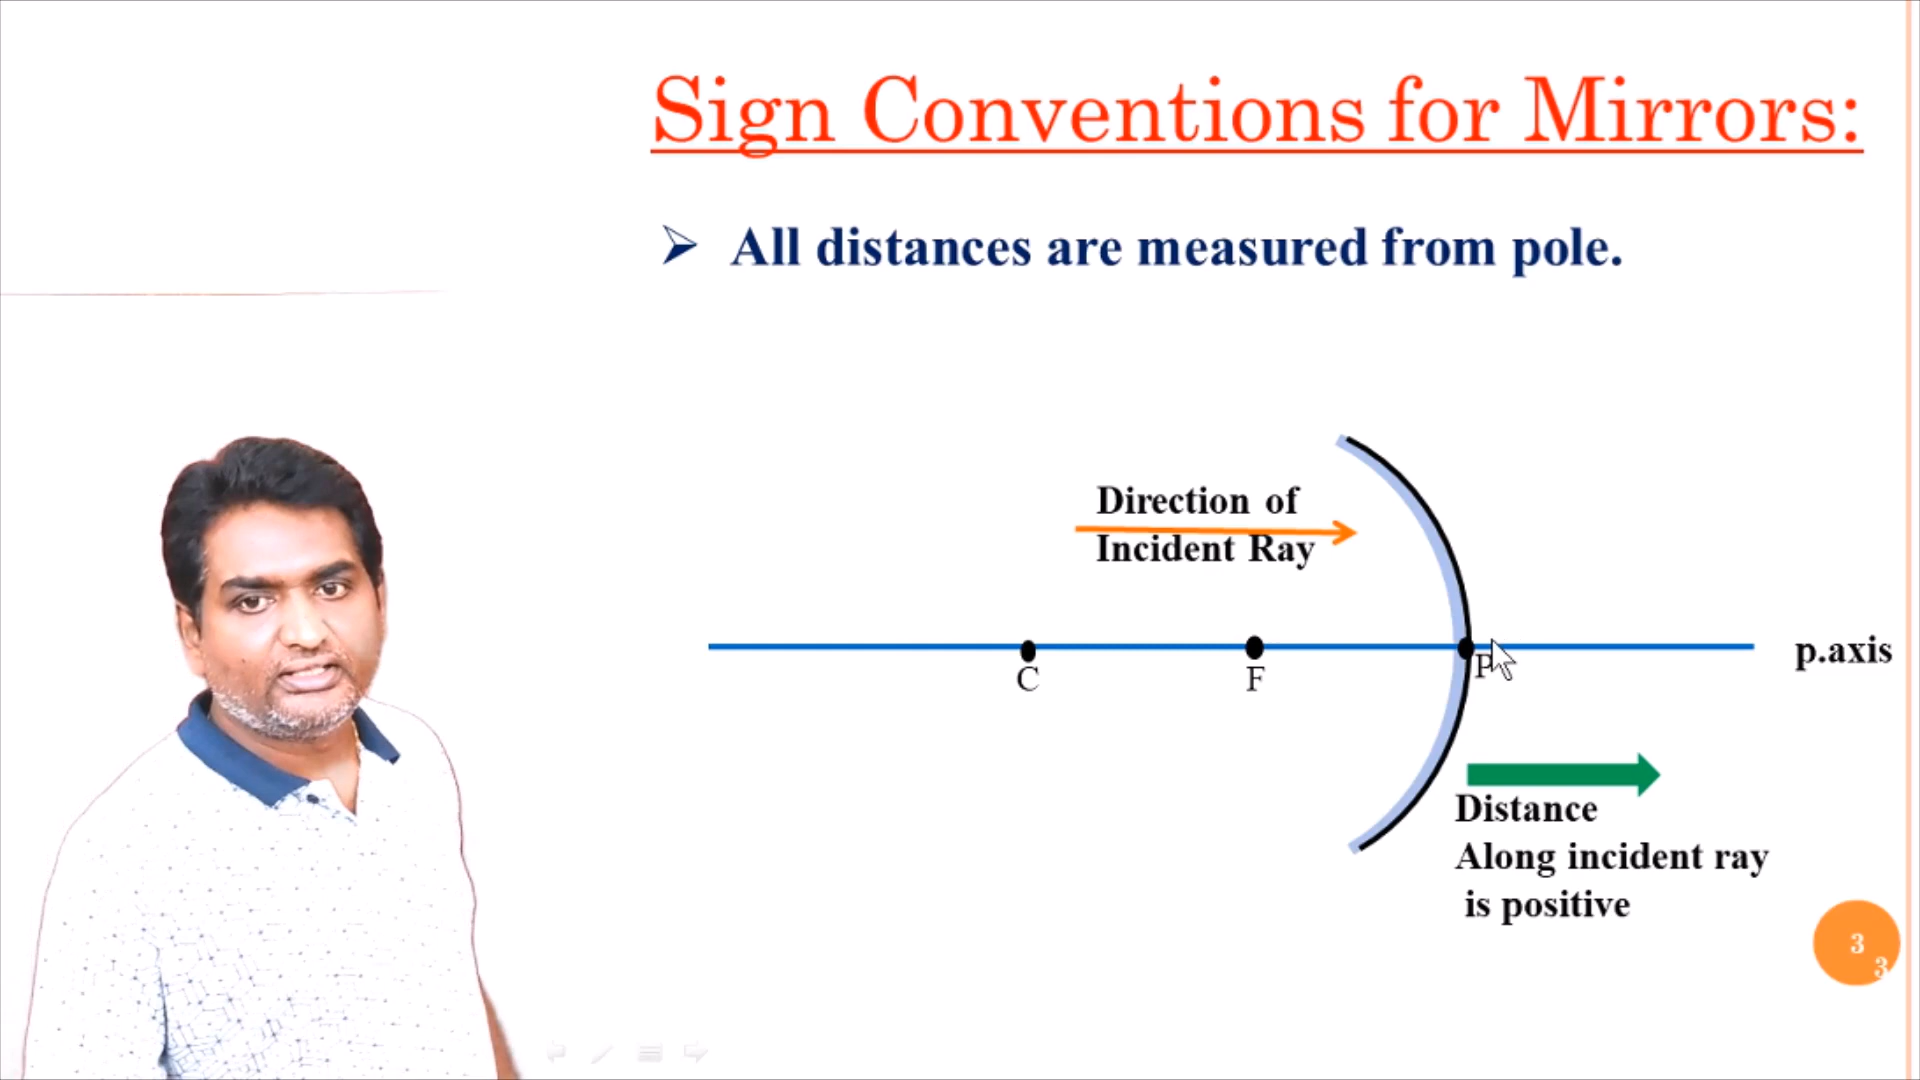 Sign Conventions for Mirrors:
All distances are measured from pole.
Direction of
Incident Ray
C
F
P
p.axis
Distance
Along incident ray
is positive
3
3